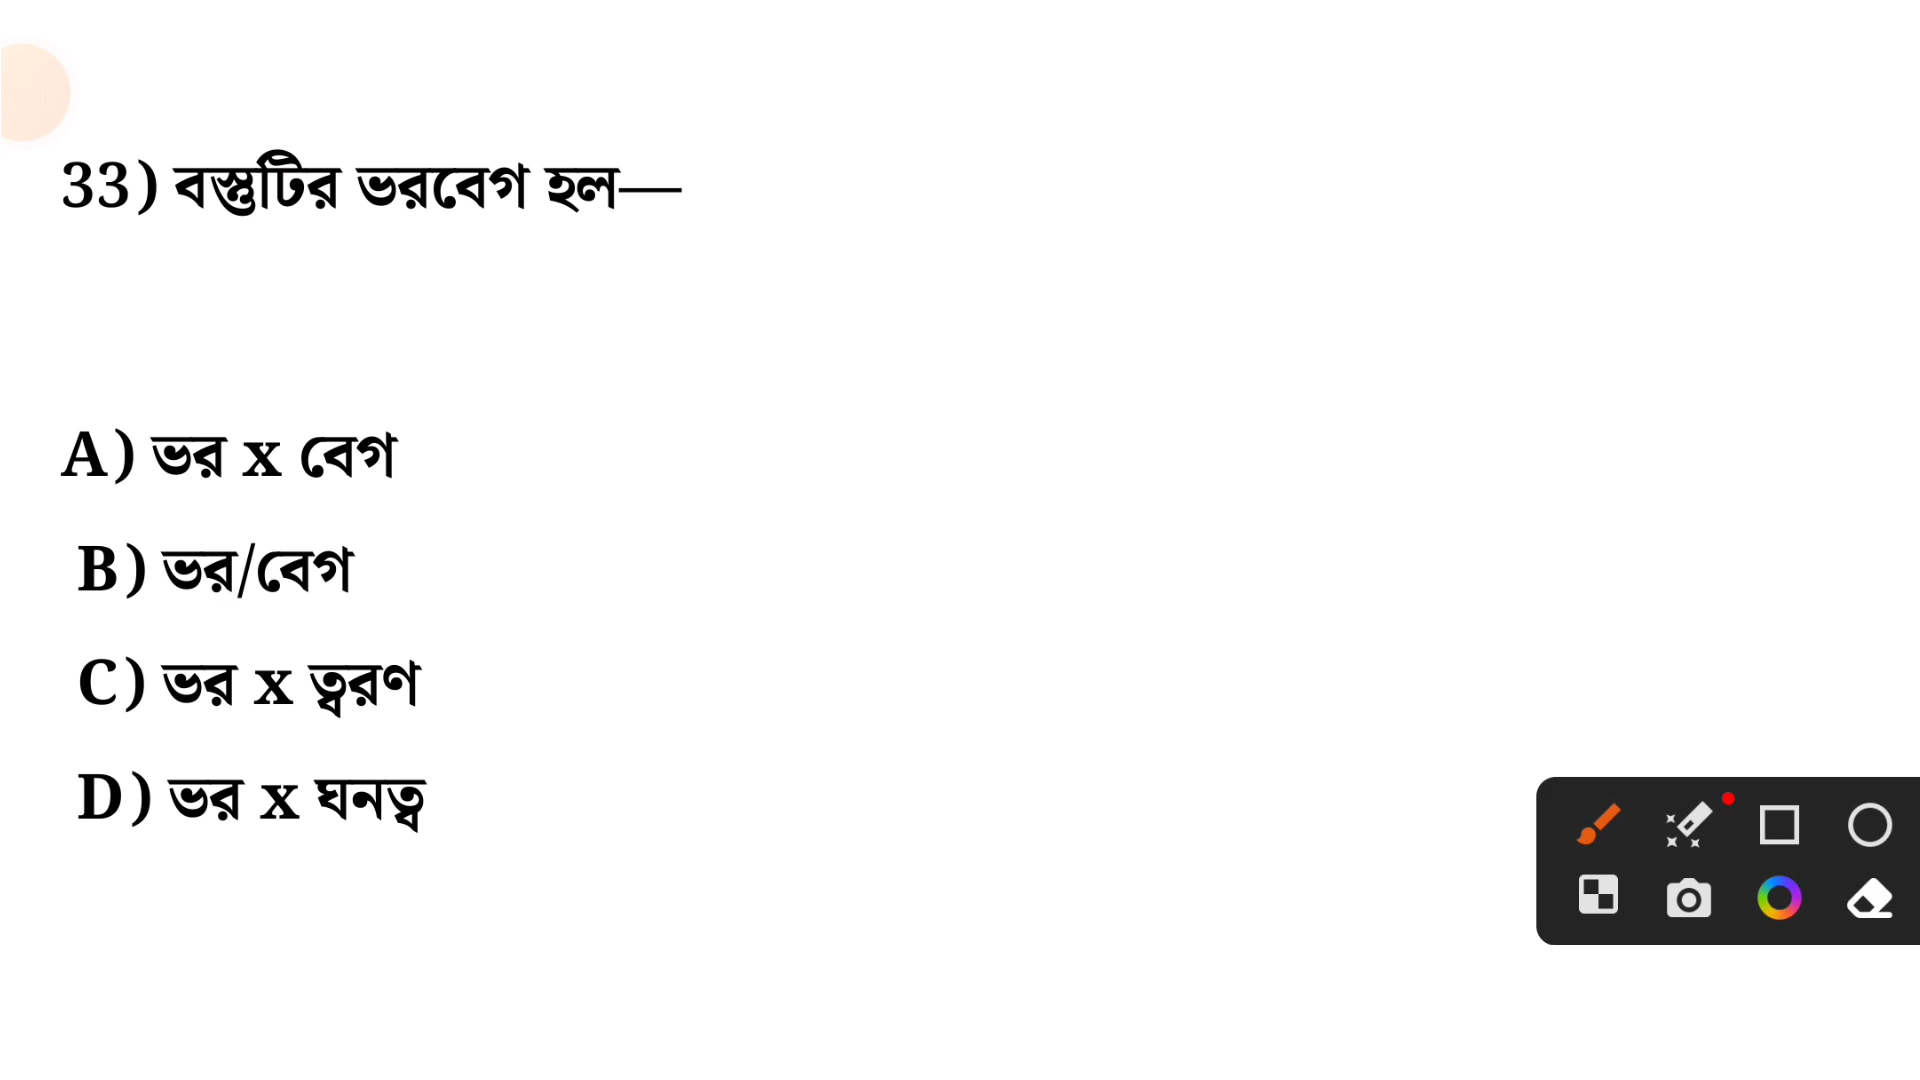 33) বস্তুটির ভরবেগ হল—
A) ভর x বেগ
B) ভর/বেগ
C) ভর x ত্বরণ
D) ভর x ঘনত্ব